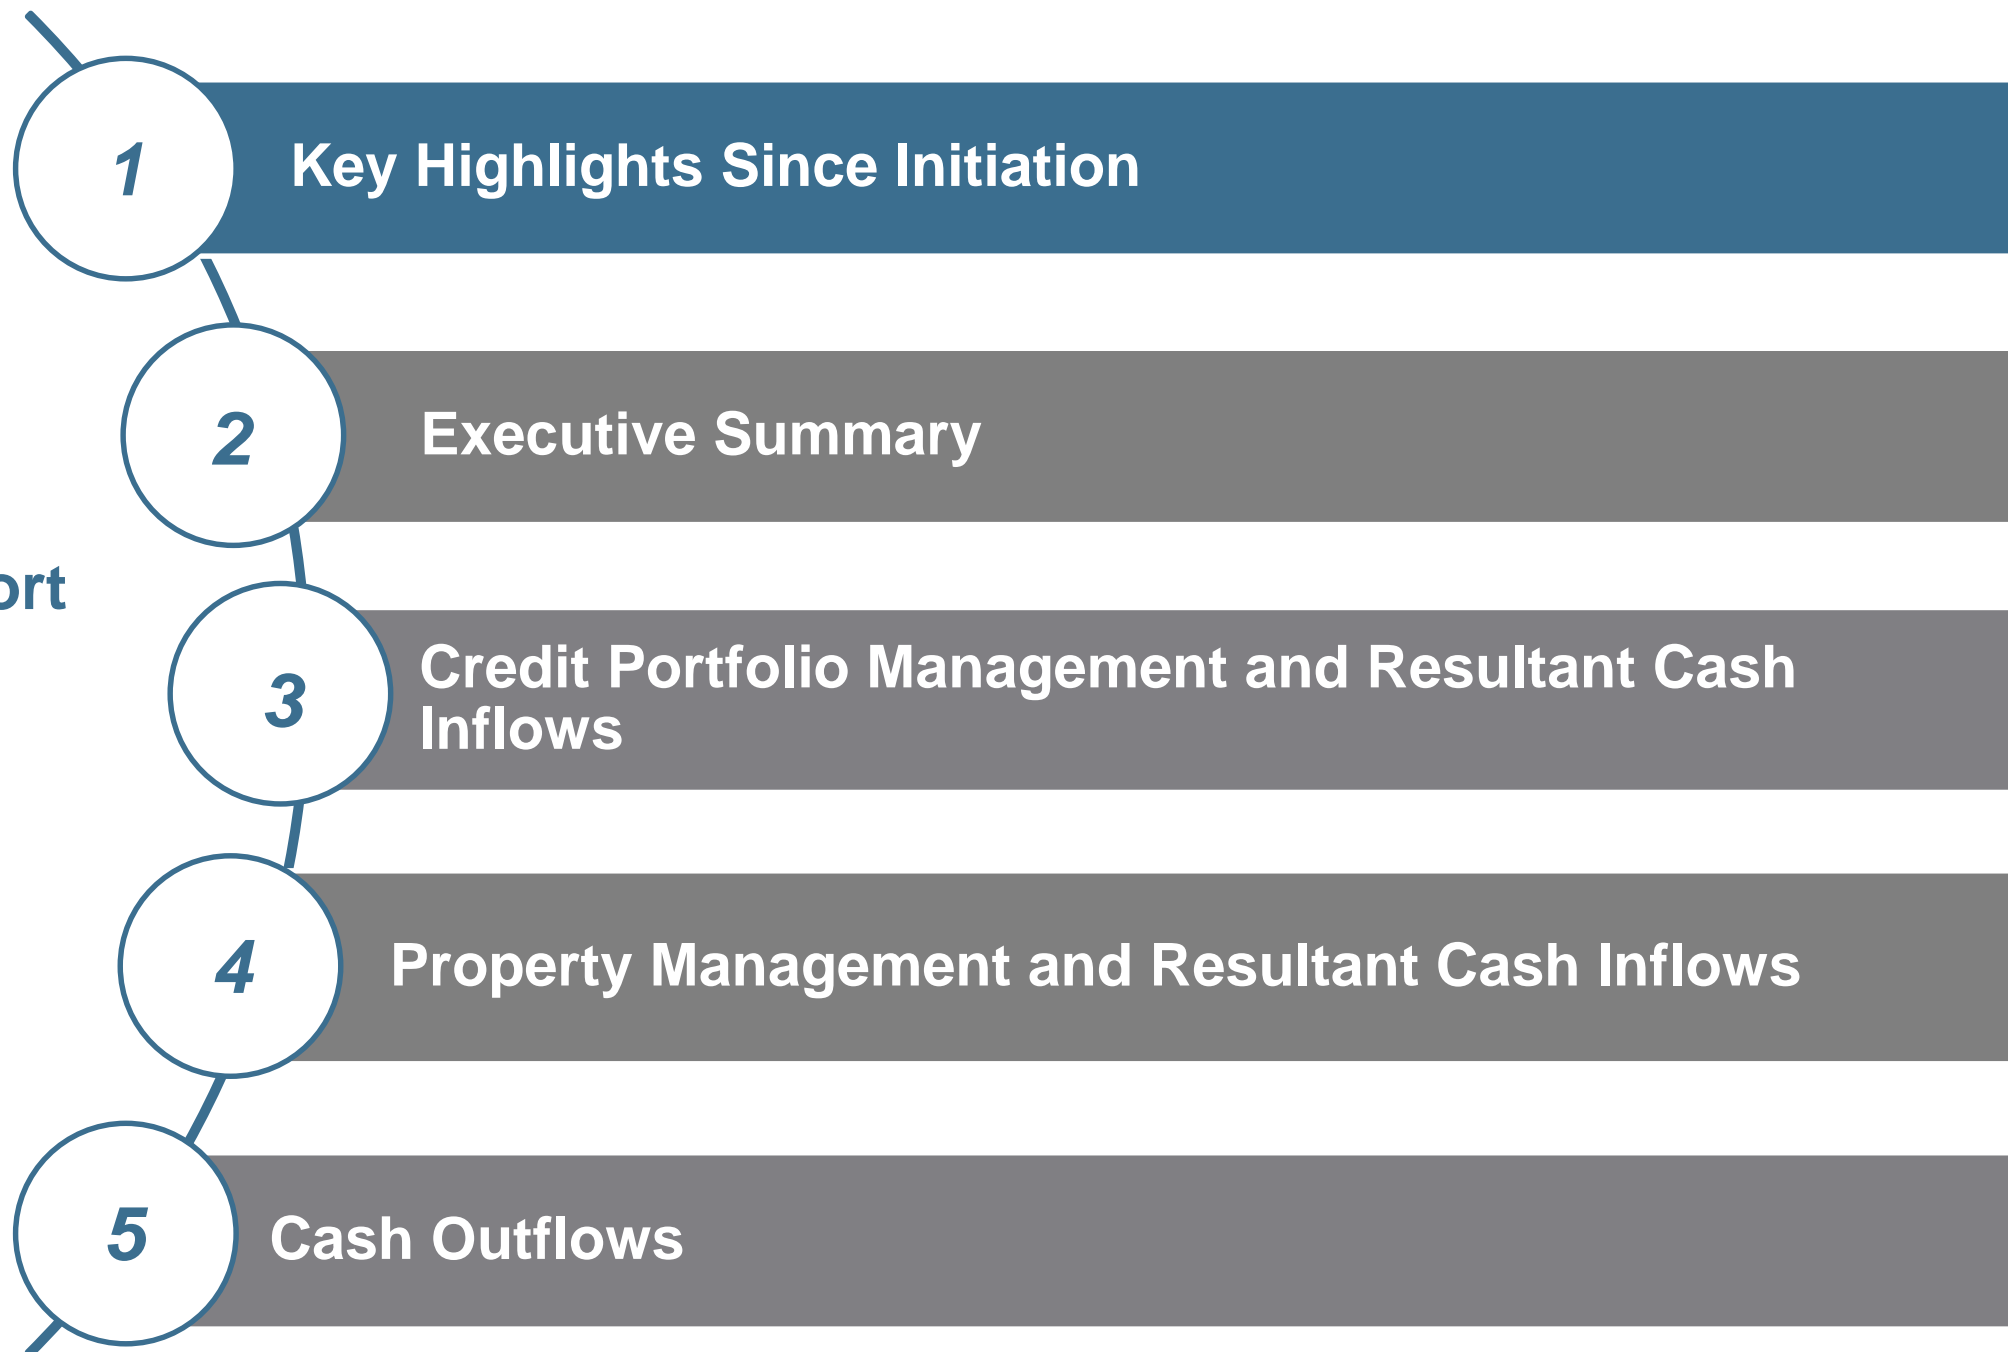 1
Key Highlights Since Initiation
2
Executive Summary
ort
3
Credit Portfolio Management and Resultant Cash
Inflows
4
Property Management and Resultant Cash Inflows
5
Cash Outflows